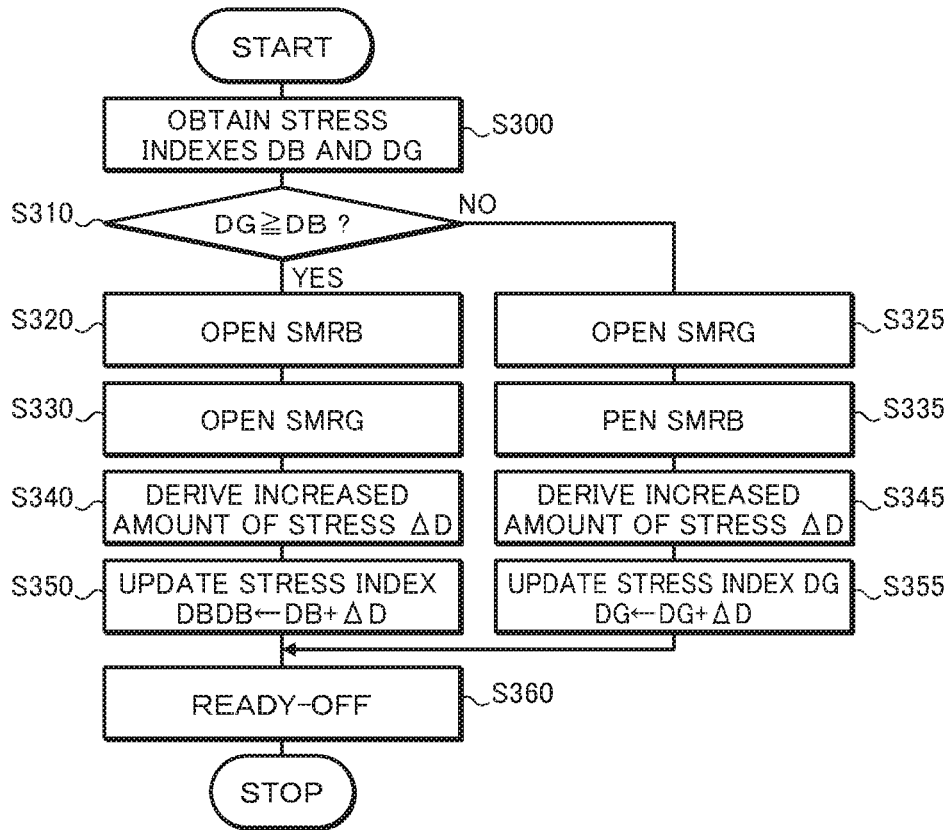 START
OBTAIN STRESS
INDEXES DB AND DG
S300
S310
DG≧DB ?
NO
YES
S320
OPEN SMRB
OPEN SMRG
S325
S330
OPEN SMRG
PEN SMRB
S335
S340
DERIVE INCREASED
AMOUNT OF STRESS ΔD
DERIVE INCREASED
AMOUNT OF STRESS ΔD
S345
S350
UPDATE STRESS INDEX
DBDB←DB+ΔD
UPDATE STRESS INDEX DG
DG←DG+ΔD
S355
READY-OFF
S360
STOP